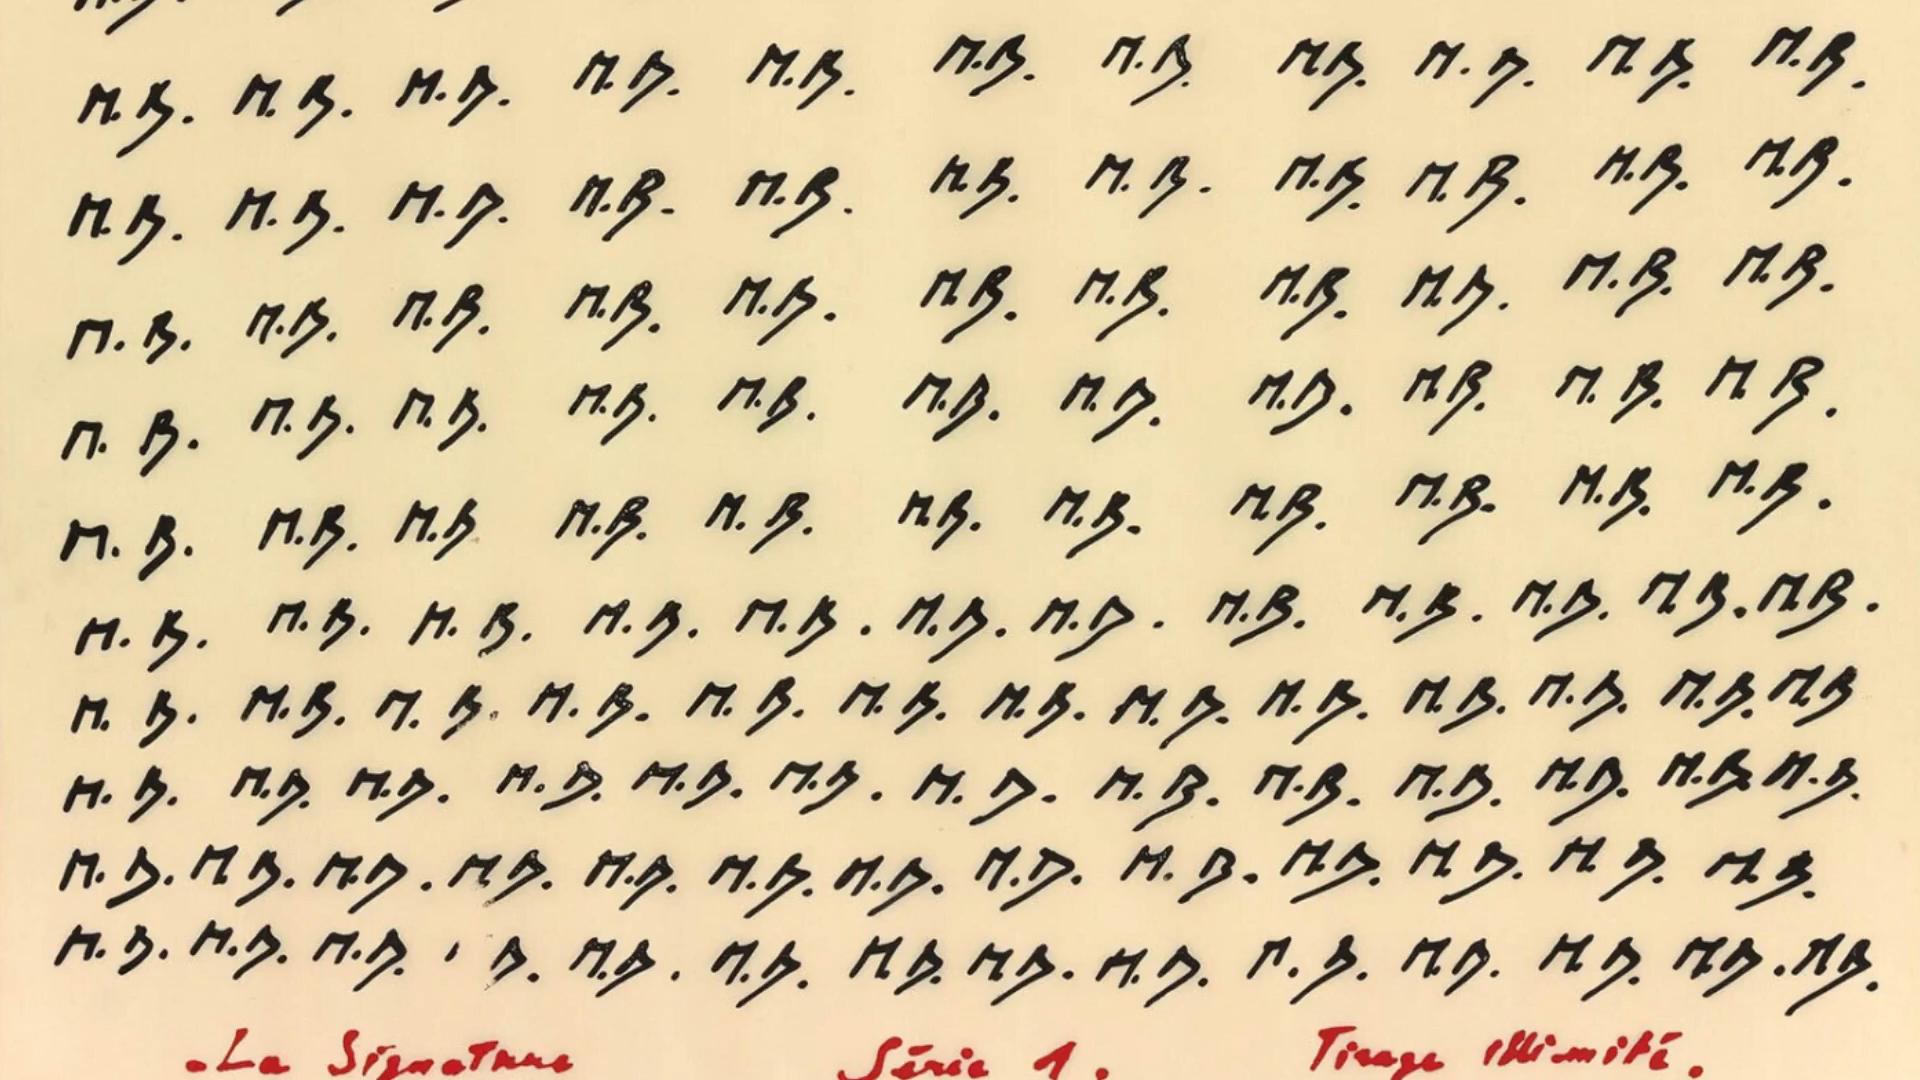 M.B. M.B. M.B. M.B. M.B. M.B. M.B. M.B. M.B. M.B. M.B.
M.B. M.B. M.B. M.B. M.B. M.B. M.B. M.B. M.B. M.B. M.B.
M.B. M.B. M.B. M.B. M.B. M.B. M.B. M.B. M.B. M.B. M.B.
M.B. M.B. M.B. M.B. M.B. M.B. M.B. M.B. M.B. M.B. M.B.
M.B. M.B. M.B M.B. M.B. M.B. M.B. M.B. M.B. M.B. M.B.
M.B. M.B. M.B. M.B. M.B. M.B. M.B. M.B. M.B. M.B. M.B. M.B.
M.B. M.B. M.B. M.B. M.B. M.B. M.B. M.B. M.B. M.B. M.B. M.B. M.B
M.B. M.B. M.B. M.B. M.B. M.B. M.B. M.B. M.B. M.B. M.B. M.B. M.B.
M.B. M.B. M.B. M.B. M.B. M.B. M.B. M.B. M.B. M.B. M.B. M.B. M.B.
M.B. M.B. M.B. B. M.B. M.B. M.B. M.B. M.B. M.B. M.B. M.B. M.B. M.B.
. La Signature Série 1. Tirage illimité.